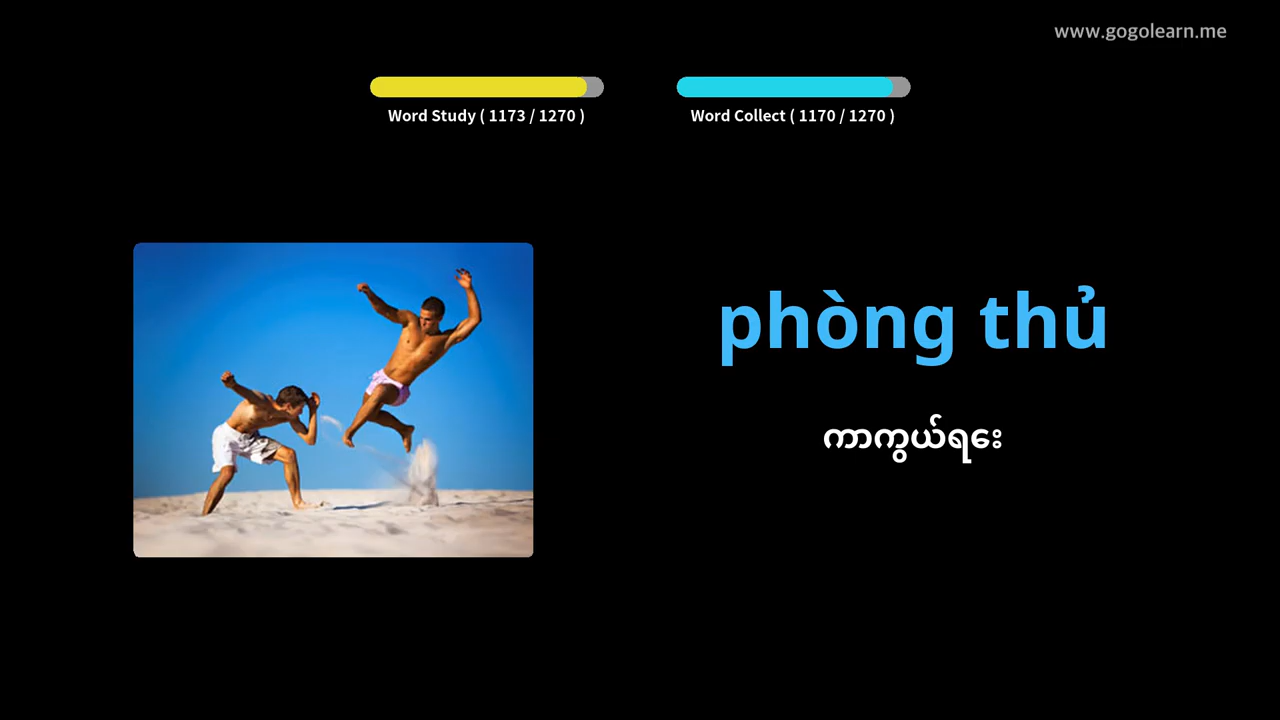 www.gogolearn.me
Word Study ( 1173 / 1270 )
Word Collect ( 1170 / 1270 )
phòng thủ
ကာကွယ်ရေး